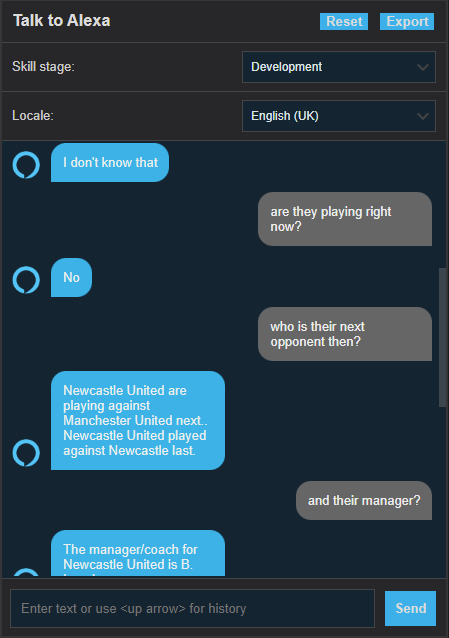 Talk to Alexa
Reset
Export
Skill stage:
Development
Locale:
English (UK)
I don't know that
are they playing right
now?
No
who is their next
opponent then?
Newcastle United are
playing against
Manchester United next..
Newcastle United played
against Newcastle last.
and their manager?
The manager/coach for
Newcastle United is B.
Enter text or use <up arrow> for history
Send